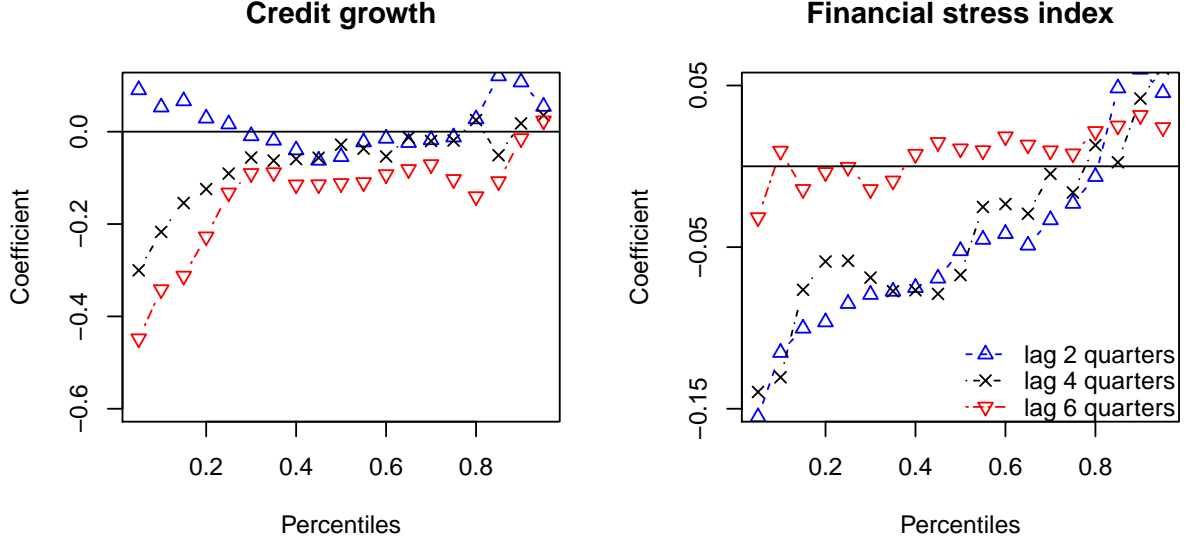 Credit growth
Coefficient
0.0
−0.2
−0.4
−0.6
0.2
0.4
0.6
0.8
Percentiles
Financial stress index
Coefficient
0.05
−0.05
−0.15
lag 2 quarters
lag 4 quarters
lag 6 quarters
0.2
0.4
0.6
0.8
Percentiles